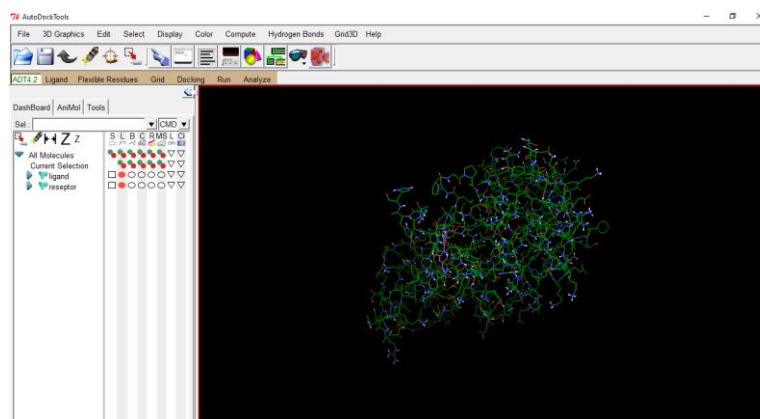 AutoDockTools
File 3D Graphics Edit Select Display Color Compute Hydrogen Bonds Grid3D Help
ADT4.2 Ligand Flexible Residues Grid Docking Run Analyze
DashBoard AniMol Tools
Sel.: CMD
Z z S L B C R MS L Cl
All Molecules
Current Selection
ligand
reseptor